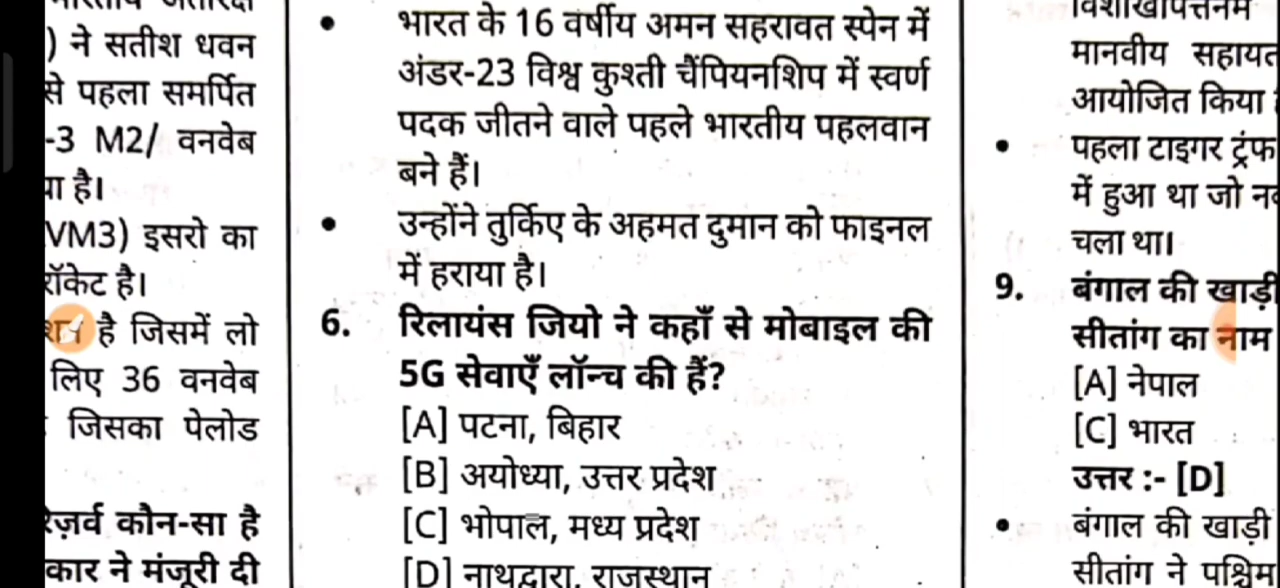 ) ने सतीश धवन
से पहला समर्पित
-3 M2/ वनवेब
है।
VM3) इसरो का
रॉकेट है।
है जिसमें लो
लिए 36 वनवेब
जिसका पेलोड
कौन-सा है
ने मंजूरी दी
• भारत के 16 वर्षीय अमन सहरावत स्पेन में
अंडर-23 विश्व कुश्ती चैंपियनशिप में स्वर्ण
पदक जीतने वाले पहले भारतीय पहलवान
बने हैं।
• उन्होंने तुर्किए के अहमत दुमान को फाइनल
में हराया है।
6. रिलायंस जियो ने कहाँ से मोबाइल की
5G सेवाएँ लॉन्च की हैं?
[A] पटना, बिहार
[B] अयोध्या, उत्तर प्रदेश
[C] भोपाल, मध्य प्रदेश
[D] नाथद्वारा, राजस्थान
मानवीय
आयोजित किया
• पहला टाइगर
में हुआ था जो
चला था।
9. बंगाल की खाड़ी
सीतांग का नाम
[A] नेपाल
[C] भारत
उत्तर :- [D]
• बंगाल की खाड़ी
सीतांग ने